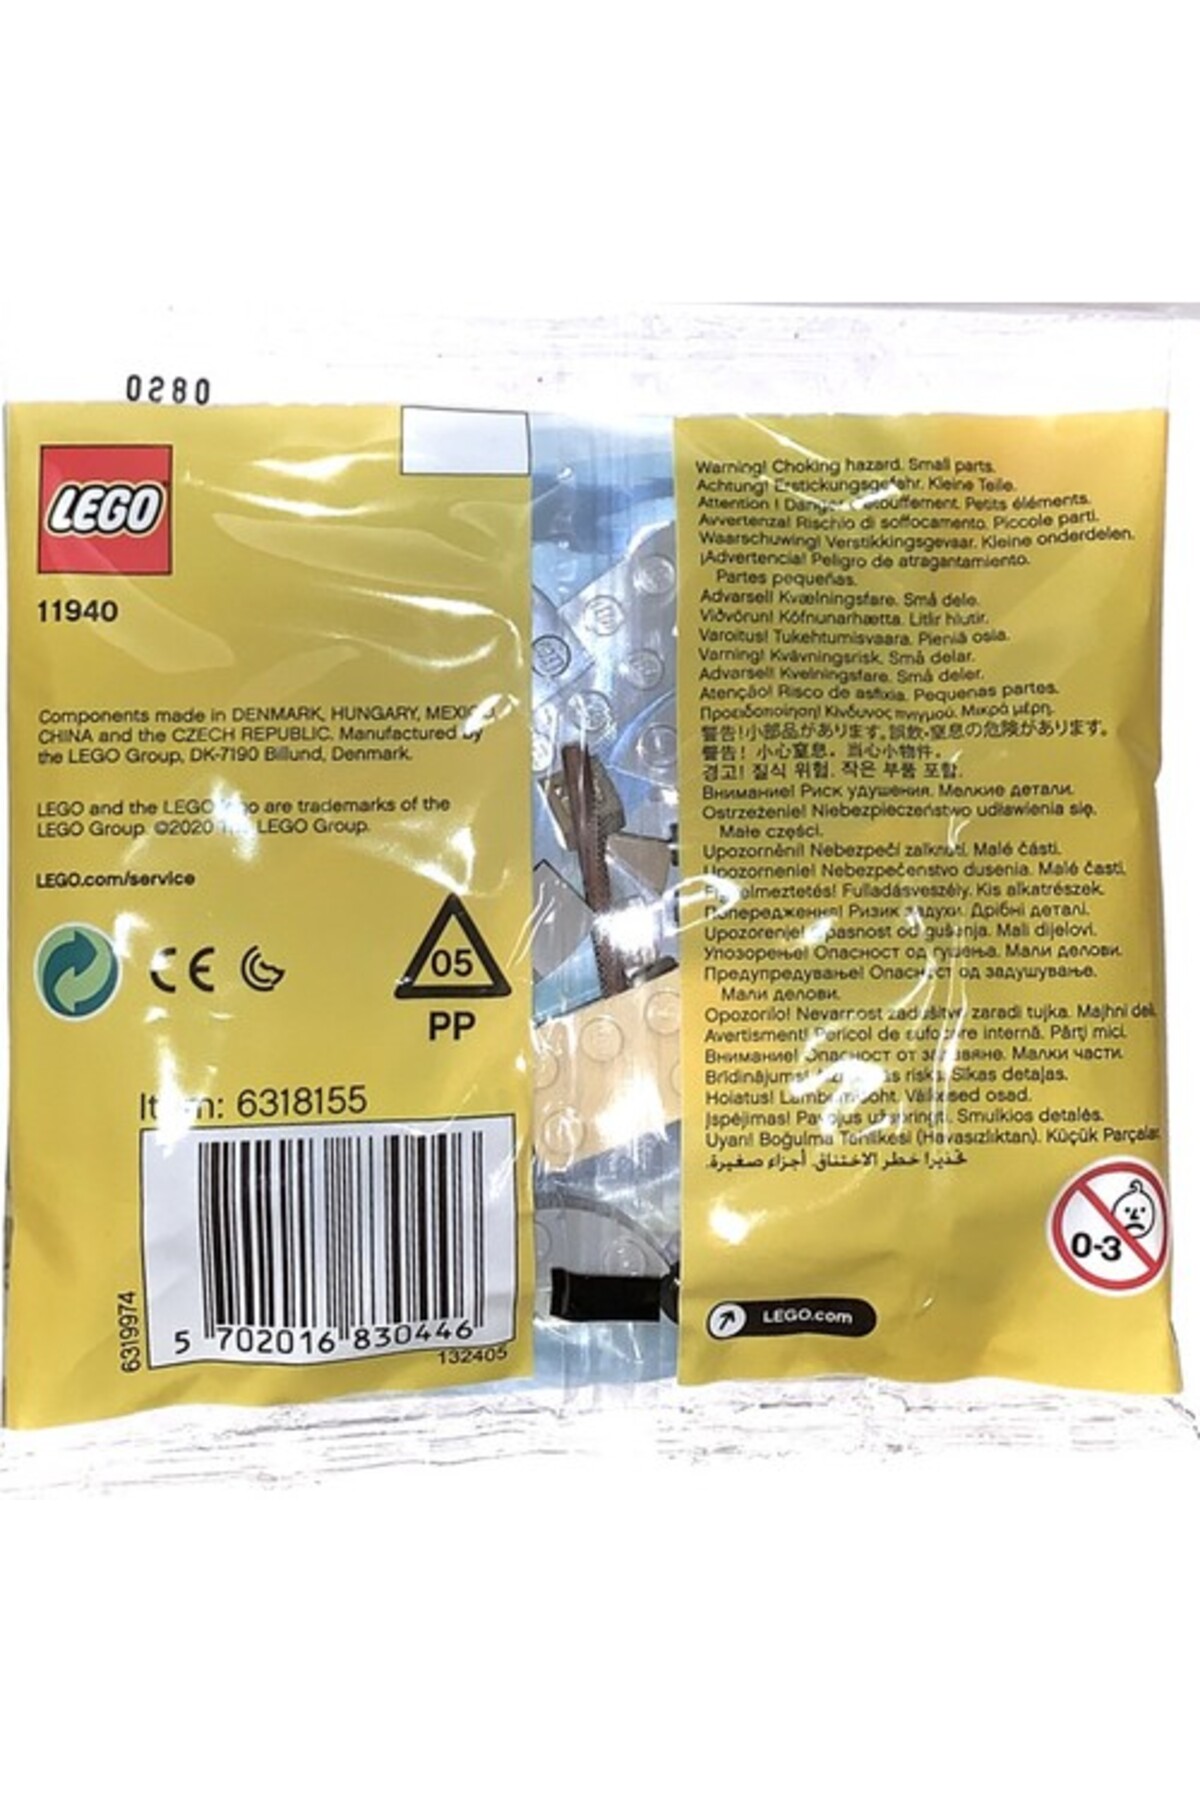 0280
LEGO
11940
Components made in DENMARK, HUNGARY, MEXICO,
CHINA and the CZECH REPUBLIC. Manufactured by
the LEGO Group, DK-7190 Billund, Denmark.
LEGO and the LEGO logo are trademarks of the
LEGO Group. ©2020 The LEGO Group.
LEGO.com/service
CE
05
PP
Item: 6318155
5 702016 830446
132405
6319974
Warning! Choking hazard. Small parts.
Achtung! Erstickungsgefahr. Kleine Teile.
Attention ! Danger d'étouffement. Petits éléments.
Avvertenza! Rischio di soffocamento. Piccole parti.
Waarschuwing! Verstikkingsgevaar. Kleine onderdelen.
¡Advertencia! Peligro de atragantamiento.
Partes pequeñas.
Advarsel! Kvælningsfare. Små dele.
Viðvörun! Köfnunarhætta. Litlir hlutir.
Varoitus! Tukehtumisvaara. Pieniä osia.
Varning! Kvävningsrisk. Små delar.
Advarsel! Kvelningsfare. Små deler.
Atenção! Risco de asfixia. Pequenas partes.
Προειδοποίηση! Κίνδυνος πνιγμού. Μικρά μέρη.
警告!小部品があります。誤飲・窒息の危険があります。
警告! 小心窒息。当心小物件。
경고! 질식 위험. 작은 부품 포함.
Внимание! Риск удушения. Мелкие детали.
Ostrzeżenie! Niebezpieczeństwo udławienia się.
Małe części.
Upozornění! Nebezpečí zalknutí. Malé části.
Upozornenie! Nebezpečenstvo dusenia. Malé časti.
Figyelmeztetés! Fulladásveszély. Kis alkatrészek.
Попередження! Ризик задухи. Дрібні деталі.
Upozorenje! Opasnost od gušenja. Mali dijelovi.
Упозорење! Опасност од гушења. Мали делови.
Предупредување! Опасност од задушување.
Мали делови.
Opozorilo! Nevarnost zadušitve zaradi tujka. Majhni deli.
Avertisment! Pericol de sufocare internă. Părți mici.
Внимание! Опасност от задавяне. Малки части.
Brīdinājums! Aizrīšanās risks. Sīkas detaļas.
Hoiatus! Lämbumisoht. Väikesed osad.
Įspėjimas! Pavojus užspringti. Smulkios detalės.
Uyarı! Boğulma Tehlikesi (Havasızlıktan). Küçük Parçalar.
تحذير! خطر الاختناق. أجزاء صغيرة.
0-3
LEGO.com